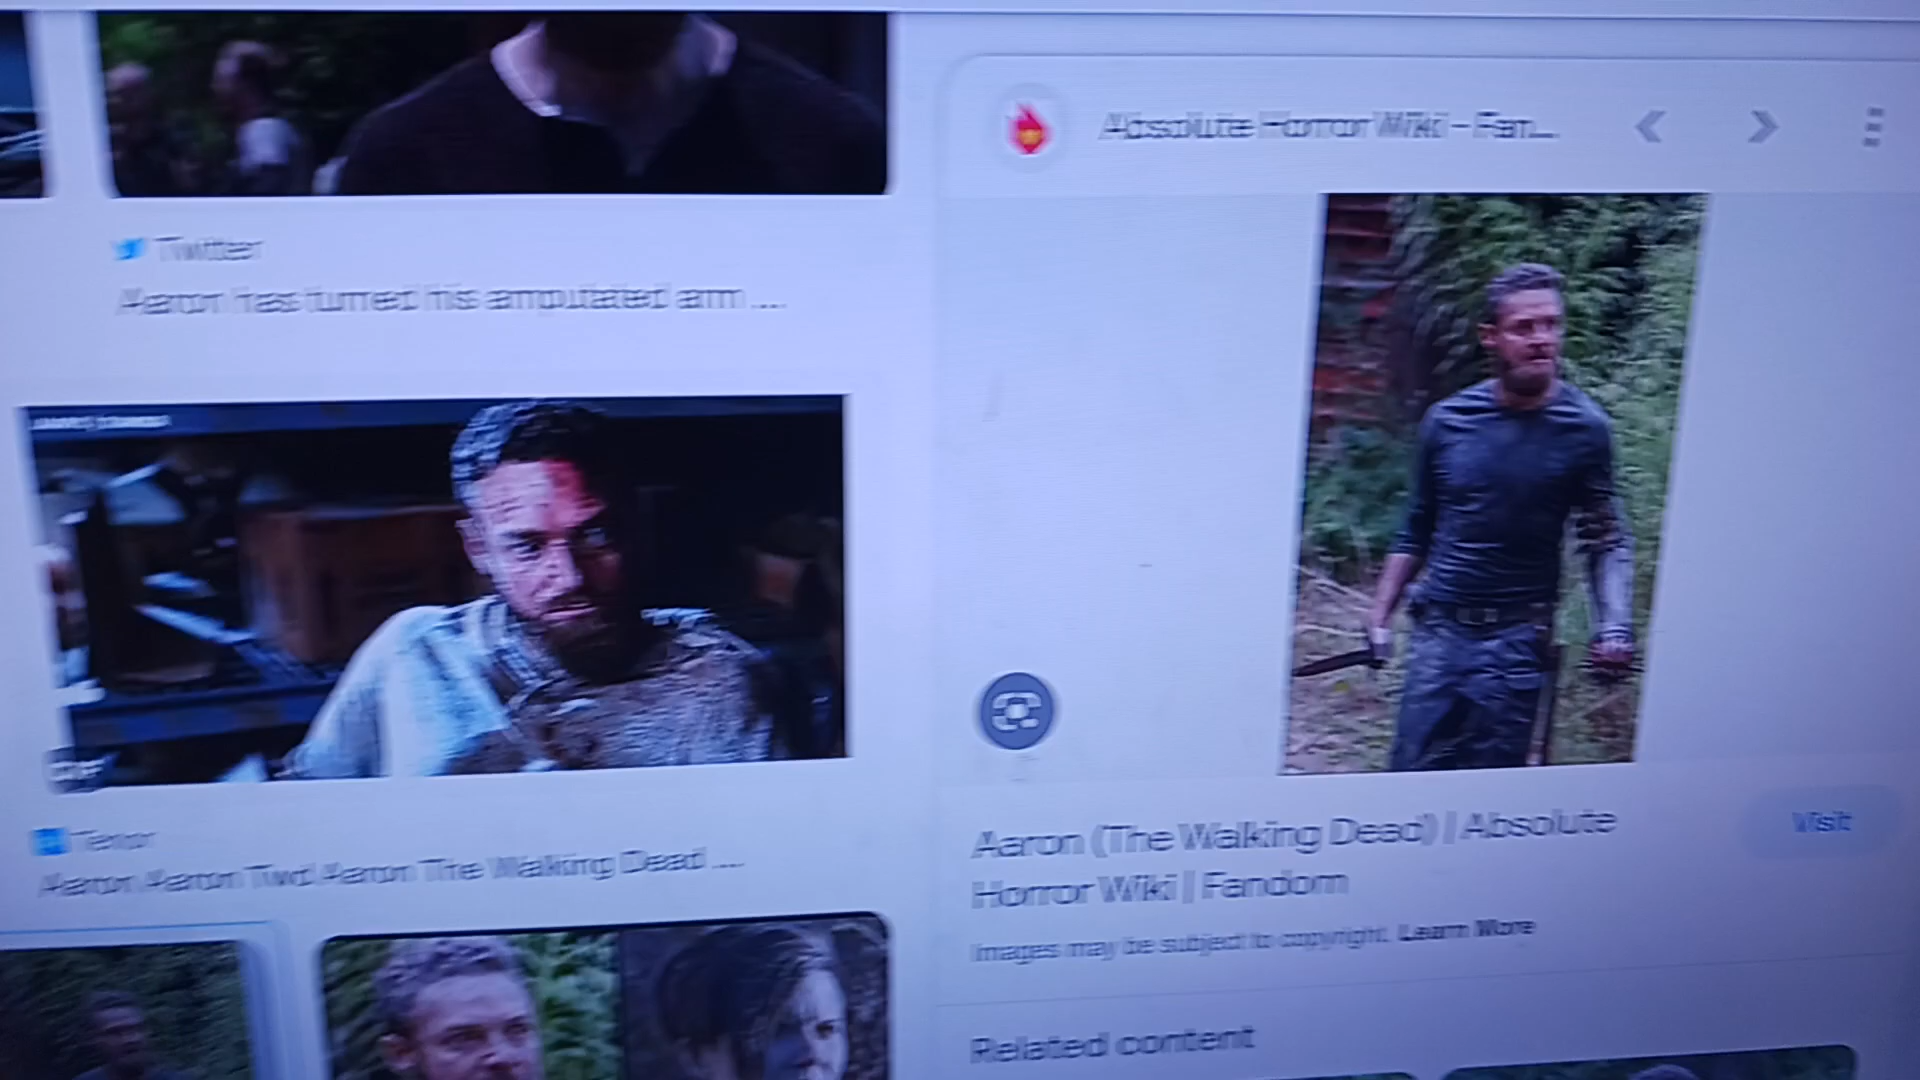 Absolute Horror Wiki - Fan...
Twitter
Aaron has turned his amputated arm ...
Tenor
Aaron Aaron Twd Aaron The Walking Dead ...
Aaron (The Walking Dead) | Absolute
Horror Wiki | Fandom
Visit
Images may be subject to copyright. Learn More
Related content